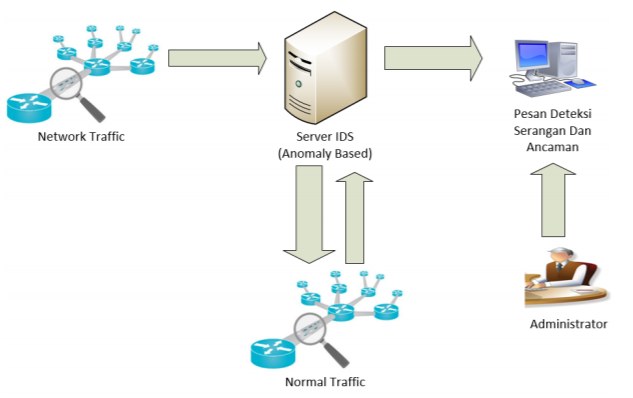 Network Traffic
Server IDS
(Anomaly Based)
Pesan Deteksi
Serangan Dan
Ancaman
Administrator
Normal Traffic